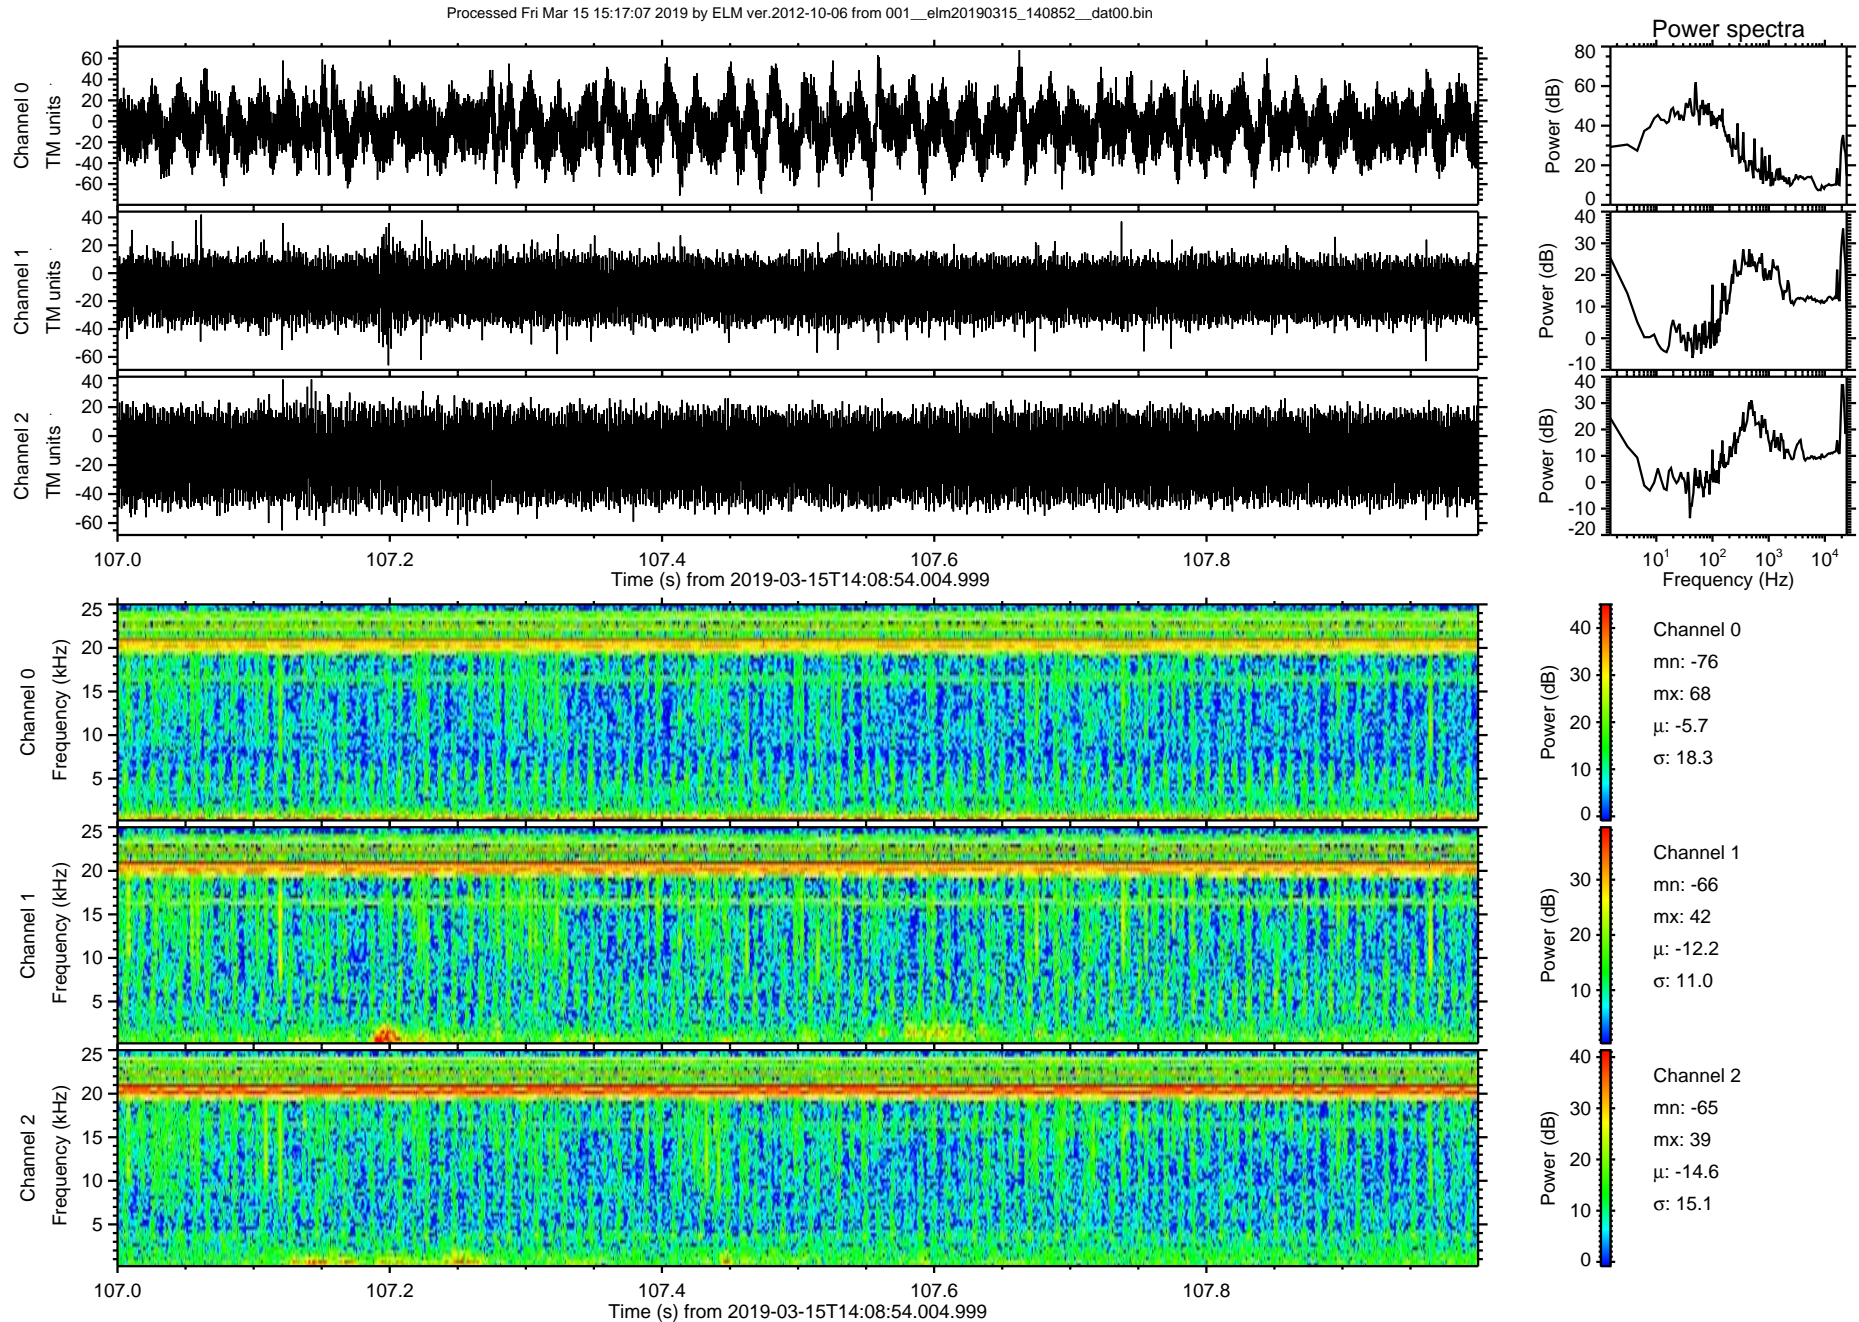 Processed Fri Mar 15 15:17:07 2019 by ELM ver.2012-10-06 from 001__elm20190315_140852__dat00.bin
Power spectra
Channel 0
TM units
60
40
20
0
-20
-40
-60
Power (dB)
80
60
40
20
0
Channel 1
TM units
40
20
0
-20
-40
-60
Power (dB)
40
30
20
10
0
-10
Channel 2
TM units
40
20
0
-20
-40
-60
Power (dB)
40
30
20
10
0
-10
-20
107.0 107.2 107.4 107.6 107.8
Time (s) from 2019-03-15T14:08:54.004.999
10¹ 10² 10³ 10⁴
Frequency (Hz)
Channel 0
Frequency (kHz)
25
20
15
10
5
Power (dB)
40
30
20
10
0
Channel 0
mn: -76
mx: 68
μ: -5.7
σ: 18.3
Channel 1
Frequency (kHz)
25
20
15
10
5
Power (dB)
30
20
10
Channel 1
mn: -66
mx: 42
μ: -12.2
σ: 11.0
Channel 2
Frequency (kHz)
25
20
15
10
5
Power (dB)
40
30
20
10
0
Channel 2
mn: -65
mx: 39
μ: -14.6
σ: 15.1
107.0 107.2 107.4 107.6 107.8
Time (s) from 2019-03-15T14:08:54.004.999